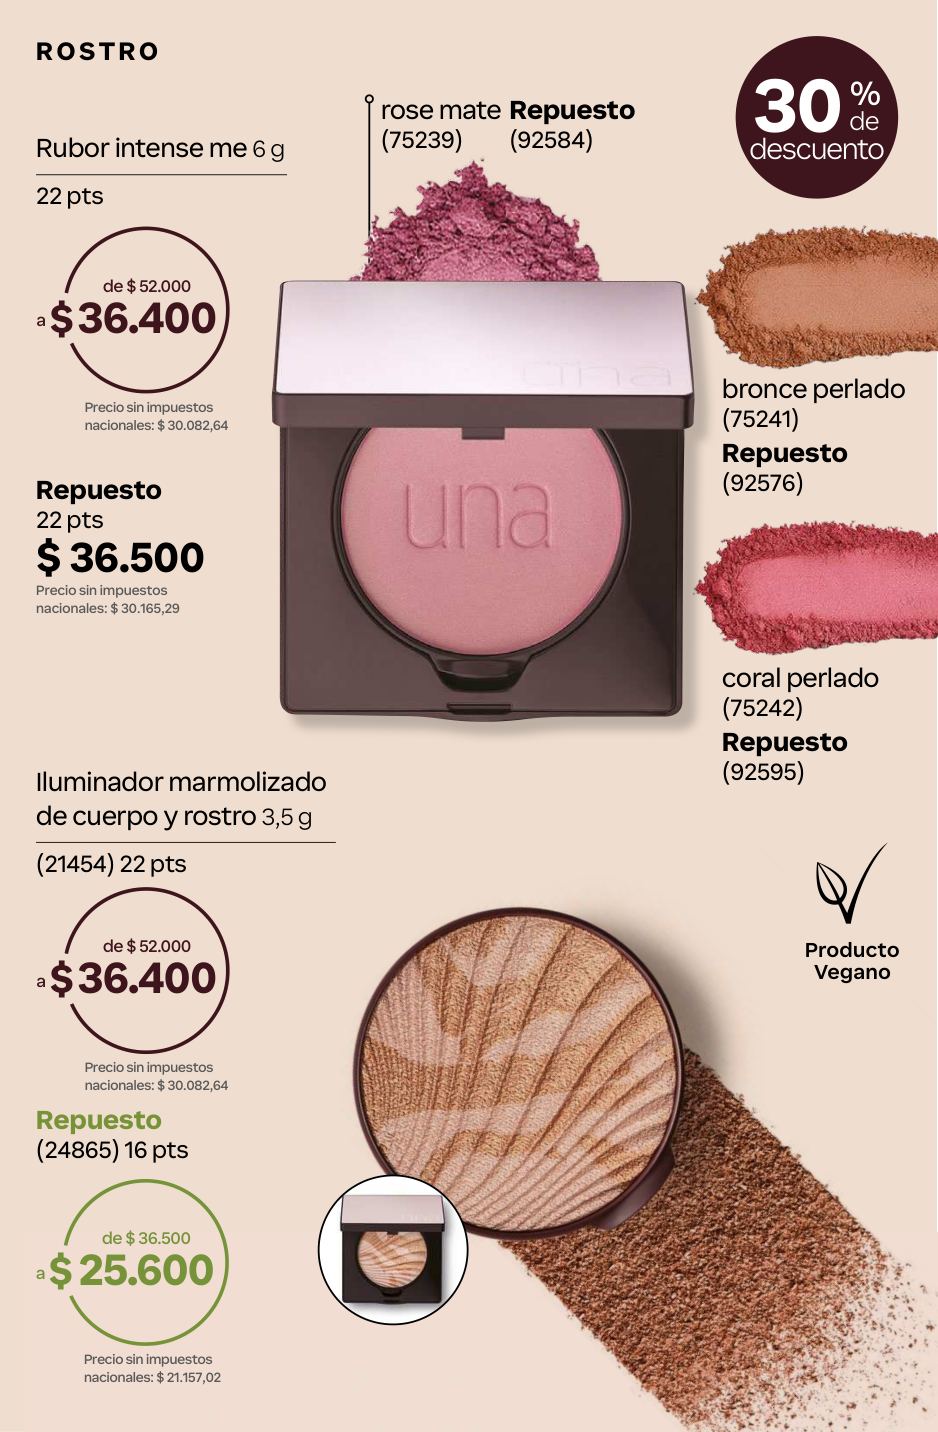 ROSTRO
30 %
de
descuento
rose mate Repuesto
(75239) (92584)
Rubor intense me 6 g
22 pts
de $ 52.000
a $ 36.400
Precio sin impuestos
nacionales: $ 30.082,64
Repuesto
22 pts
$ 36.500
Precio sin impuestos
nacionales: $ 30.165,29
una
una
bronce perlado
(75241)
Repuesto
(92576)
coral perlado
(75242)
Repuesto
(92595)
Iluminador marmolizado
de cuerpo y rostro 3,5 g
(21454) 22 pts
de $ 52.000
a $ 36.400
Precio sin impuestos
nacionales: $ 30.082,64
Repuesto
(24865) 16 pts
de $ 36.500
a $ 25.600
Precio sin impuestos
nacionales: $ 21.157,02
Producto
Vegano